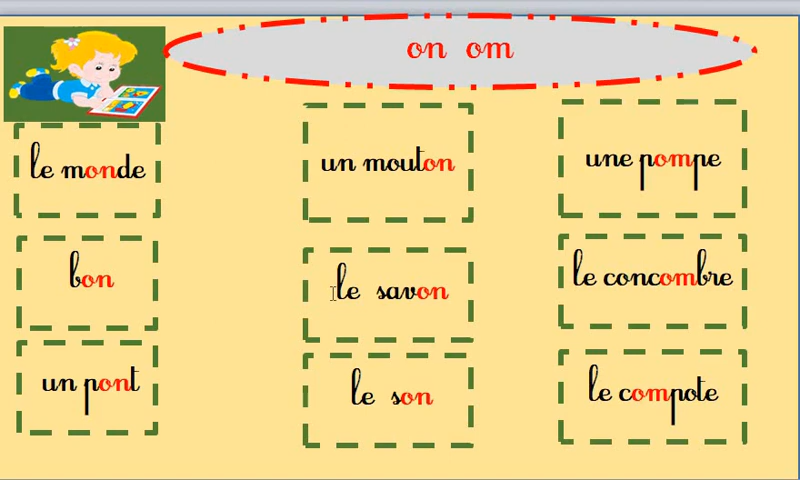 on om
le monde
un mouton
une pompe
bon
le savon
le concombre
un pont
le son
le compote